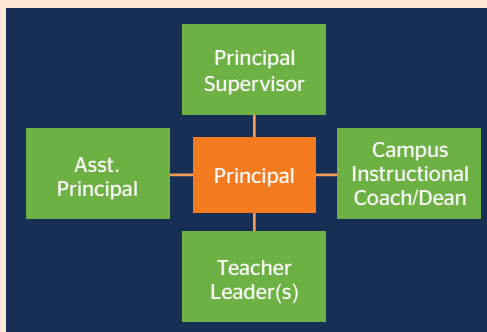 Principal
Supervisor
Asst.
Principal
Principal
Campus
Instructional
Coach/Dean
Teacher
Leader(s)